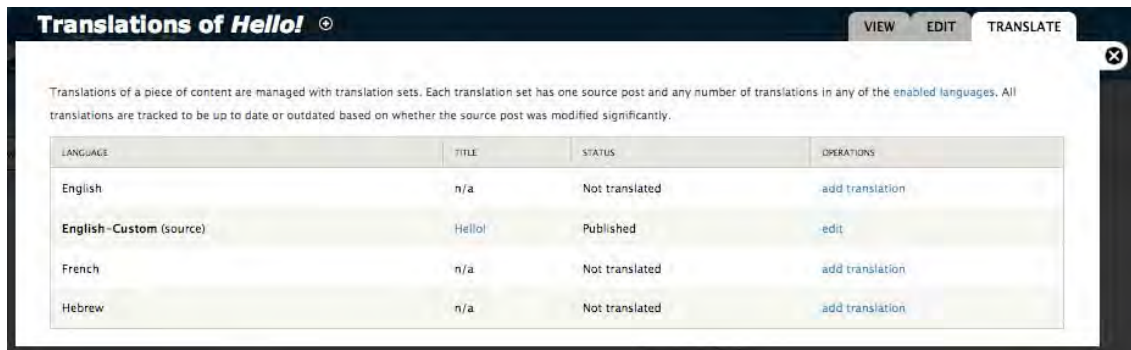 Translations of Hello!
VIEW EDIT TRANSLATE
Translations of a piece of content are managed with translation sets. Each translation set has one source post and any number of translations in any of the enabled languages. All
translations are tracked to be up to date or outdated based on whether the source post was modified significantly.
LANGUAGE TITLE STATUS OPERATIONS
English n/a Not translated add translation
English-Custom (source) Hello! Published edit
French n/a Not translated add translation
Hebrew n/a Not translated add translation